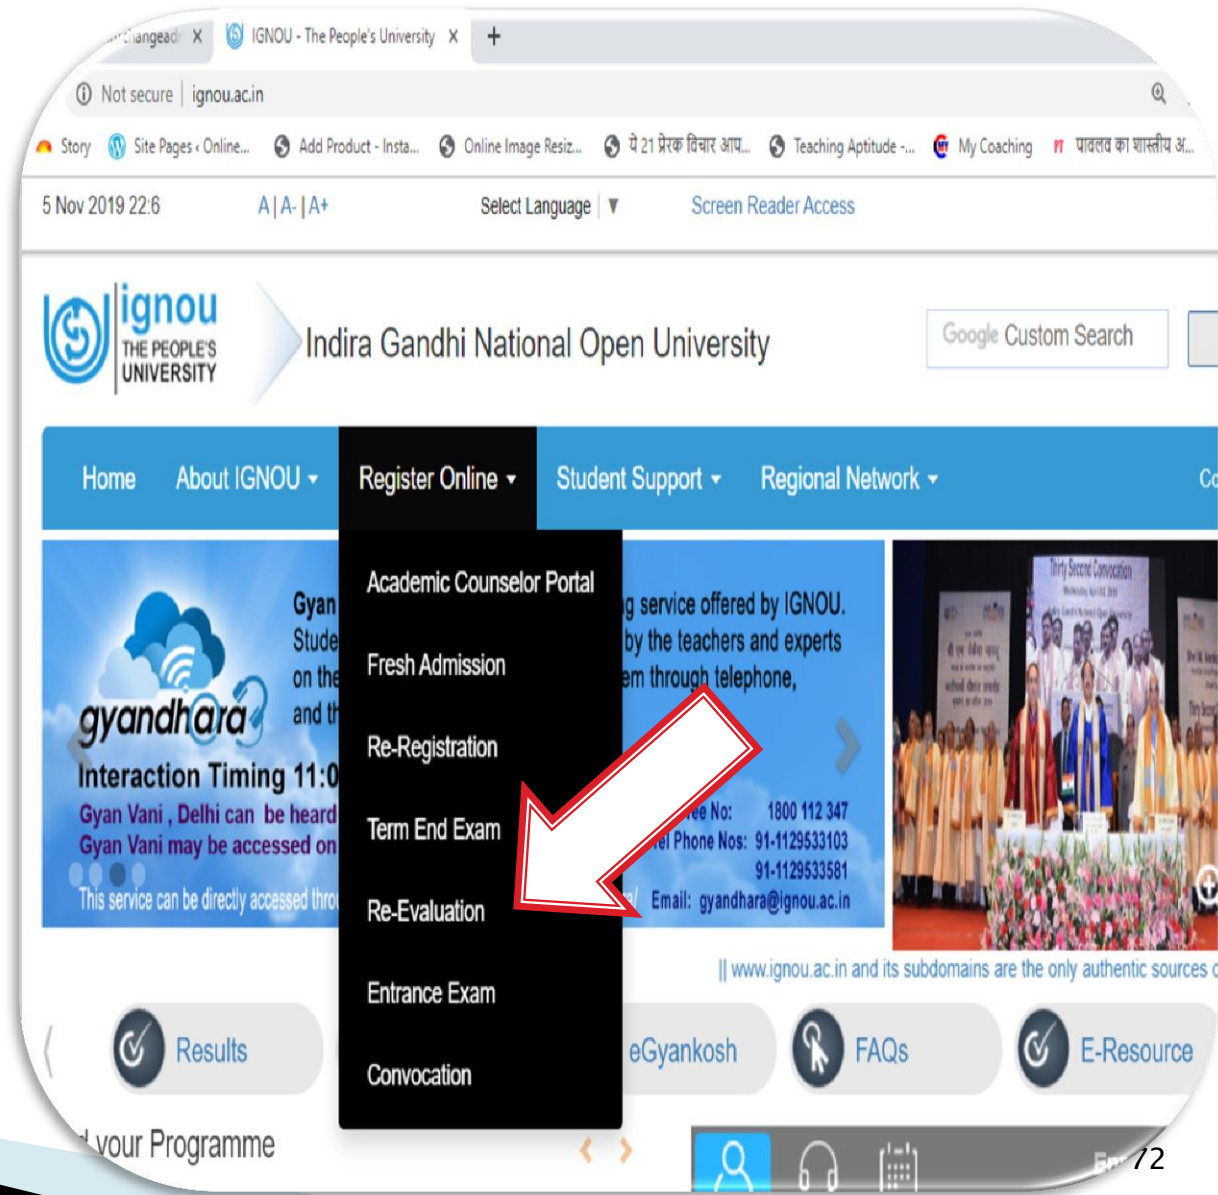 IGNOU - The People's University
Not secure | ignou.ac.in
Story Site Pages ‹ Online... Add Product - Insta... Online Image Resiz... ये 21 प्रेरक विचार आप... Teaching Aptitude -... My Coaching पावलव का शास्त्रीय अ...
5 Nov 2019 22:6 A | A- | A+ Select Language ▼ Screen Reader Access
ignou
THE PEOPLE'S
UNIVERSITY
Indira Gandhi National Open University
Google Custom Search
Home About IGNOU Register Online Student Support Regional Network
Academic Counselor Portal
Fresh Admission
Re-Registration
Term End Exam
Re-Evaluation
Entrance Exam
Convocation
Gyan
service offered by IGNOU.
by the teachers and experts
on the
through telephone,
gyandhara
Interaction Timing
Gyan Vani , Delhi can be heard
Gyan Vani may be accessed on
No: 1800 112 347
Phone Nos: 91-1129533103
91-1129533581
This service can be directly accessed
Email: gyandhara@ignou.ac.in
Thirty Second Convocation
|| www.ignou.ac.in and its subdomains are the only authentic sources
Results
eGyankosh
FAQs
E-Resource
your Programme
72